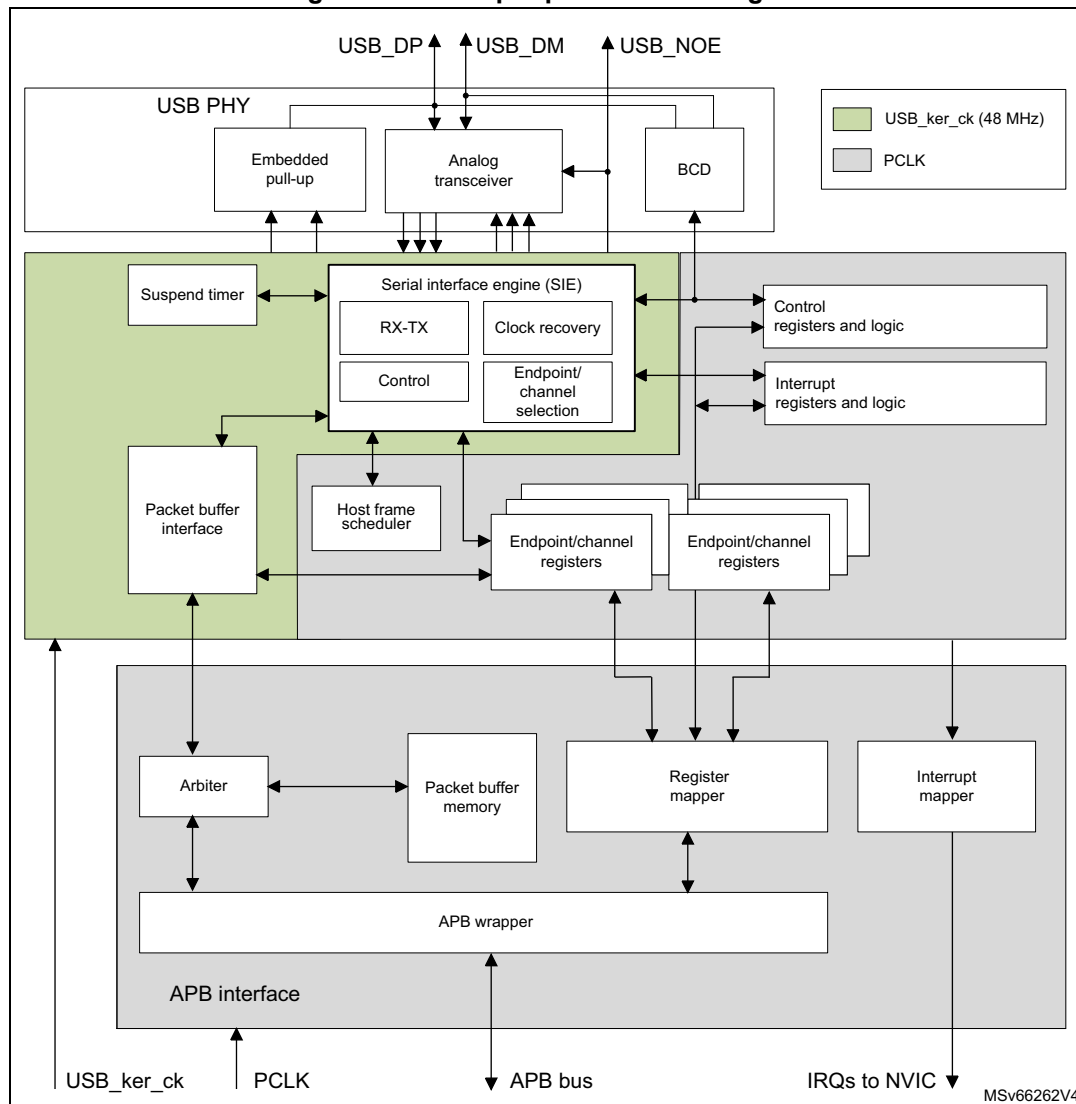 USB_DP
USB_DM
USB_NOE
USB PHY
USB_ker_ck (48 MHz)
PCLK
Embedded
pull-up
Analog
transceiver
BCD
Suspend timer
Serial interface engine (SIE)
RX-TX
Clock recovery
Control
Endpoint/
channel
selection
Control
registers and logic
Interrupt
registers and logic
Packet buffer
interface
Host frame
scheduler
Endpoint/channel
registers
Endpoint/channel
registers
Arbiter
Packet buffer
memory
Register
mapper
Interrupt
mapper
APB wrapper
APB interface
USB_ker_ck
PCLK
APB bus
IRQs to NVIC
MSv66262V4